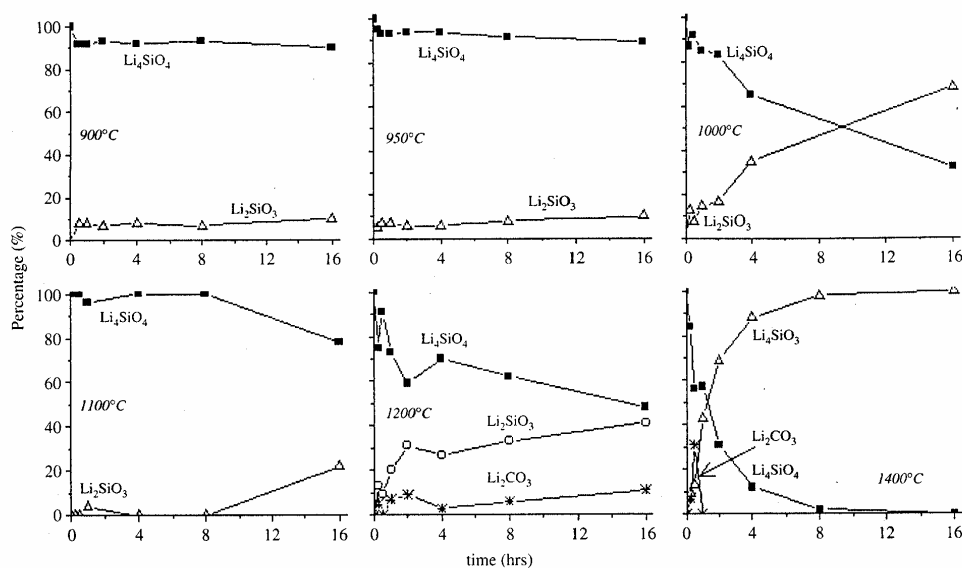 100
80
60
40
20
0
Li₄SiO₄
900°C
Li₂SiO₃
0 4 8 12 16
Li₄SiO₄
950°C
Li₂SiO₃
0 4 8 12 16
Li₄SiO₄
1000°C
Li₂SiO₃
0 4 8 12 16
Percentage (%)
100
80
60
40
20
0
Li₄SiO₄
1100°C
Li₂SiO₃
0 4 8 12 16
Li₄SiO₄
1200°C
Li₂SiO₃
Li₂CO₃
0 4 8 12 16
Li₄SiO₃
Li₂CO₃
Li₄SiO₄
1400°C
0 4 8 12 16
time (hrs)